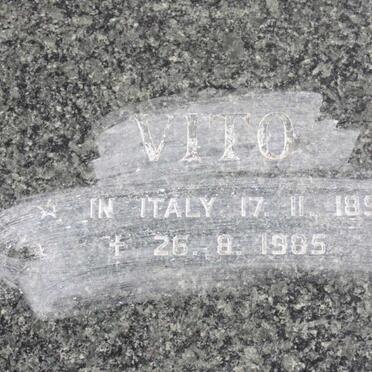 VITO
☆ IN ITALY 17. 11. 189
† 26. 8. 1985